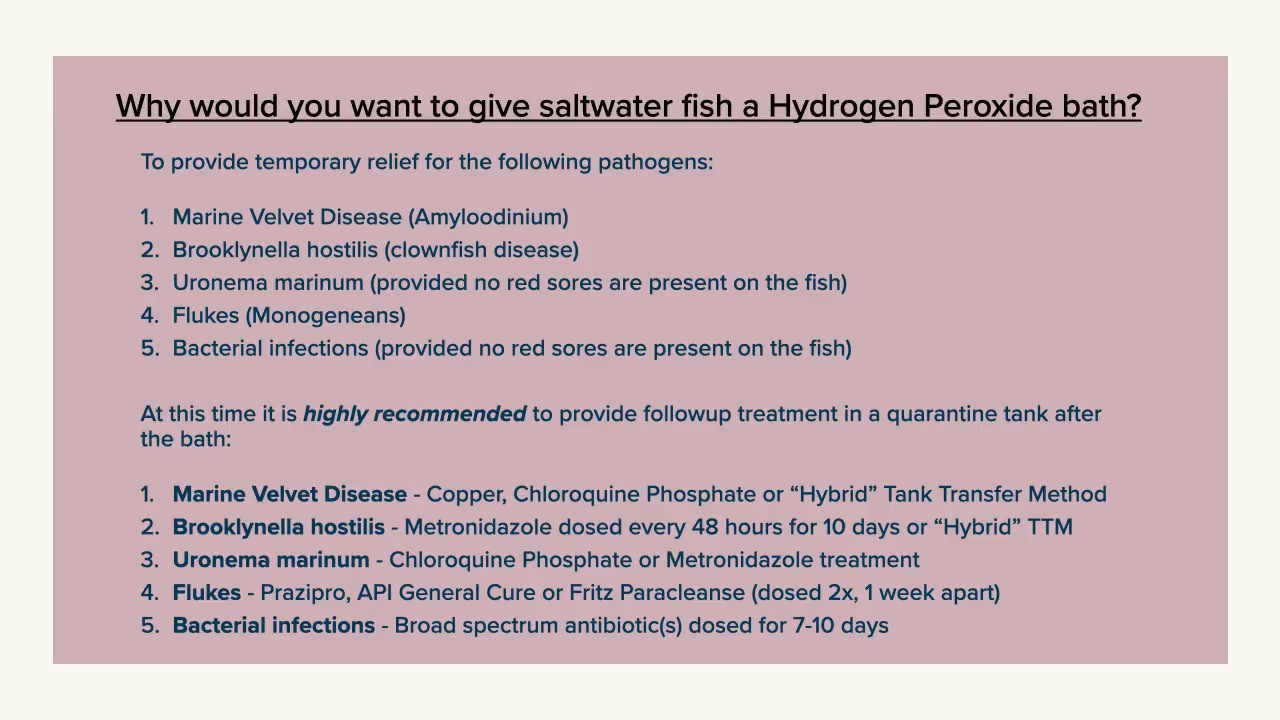 Why would you want to give saltwater fish a Hydrogen Peroxide bath?
To provide temporary relief for the following pathogens:
1. Marine Velvet Disease (Amyloodinium)
2. Brooklynella hostilis (clownfish disease)
3. Uronema marinum (provided no red sores are present on the fish)
4. Flukes (Monogeneans)
5. Bacterial infections (provided no red sores are present on the fish)
At this time it is highly recommended to provide followup treatment in a quarantine tank after
the bath:
1. Marine Velvet Disease - Copper, Chloroquine Phosphate or “Hybrid” Tank Transfer Method
2. Brooklynella hostilis - Metronidazole dosed every 48 hours for 10 days or “Hybrid” TTM
3. Uronema marinum - Chloroquine Phosphate or Metronidazole treatment
4. Flukes - Prazipro, API General Cure or Fritz Paracleanse (dosed 2x, 1 week apart)
5. Bacterial infections - Broad spectrum antibiotic(s) dosed for 7-10 days